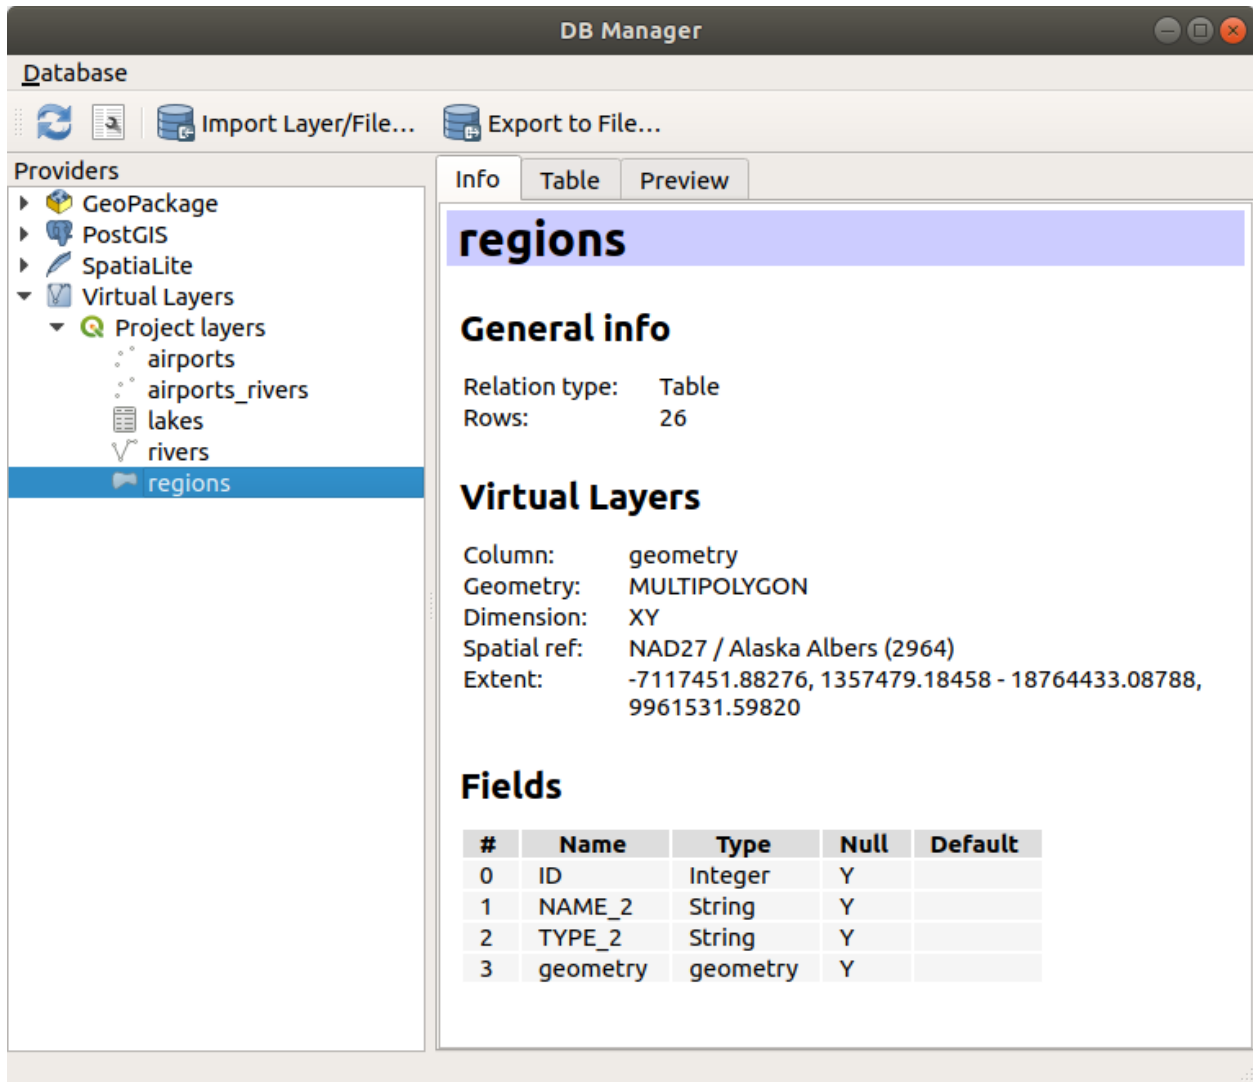 DB Manager
Database
Import Layer/File... Export to File...
Providers
GeoPackage
PostGIS
SpatiaLite
Virtual Layers
Project layers
airports
airports_rivers
lakes
rivers
regions
Info Table Preview
regions
General info
Relation type: Table
Rows: 26
Virtual Layers
Column: geometry
Geometry: MULTIPOLYGON
Dimension: XY
Spatial ref: NAD27 / Alaska Albers (2964)
Extent: -7117451.88276, 1357479.18458 - 18764433.08788,
9961531.59820
Fields
# Name Type Null Default
0 ID Integer Y
1 NAME_2 String Y
2 TYPE_2 String Y
3 geometry geometry Y